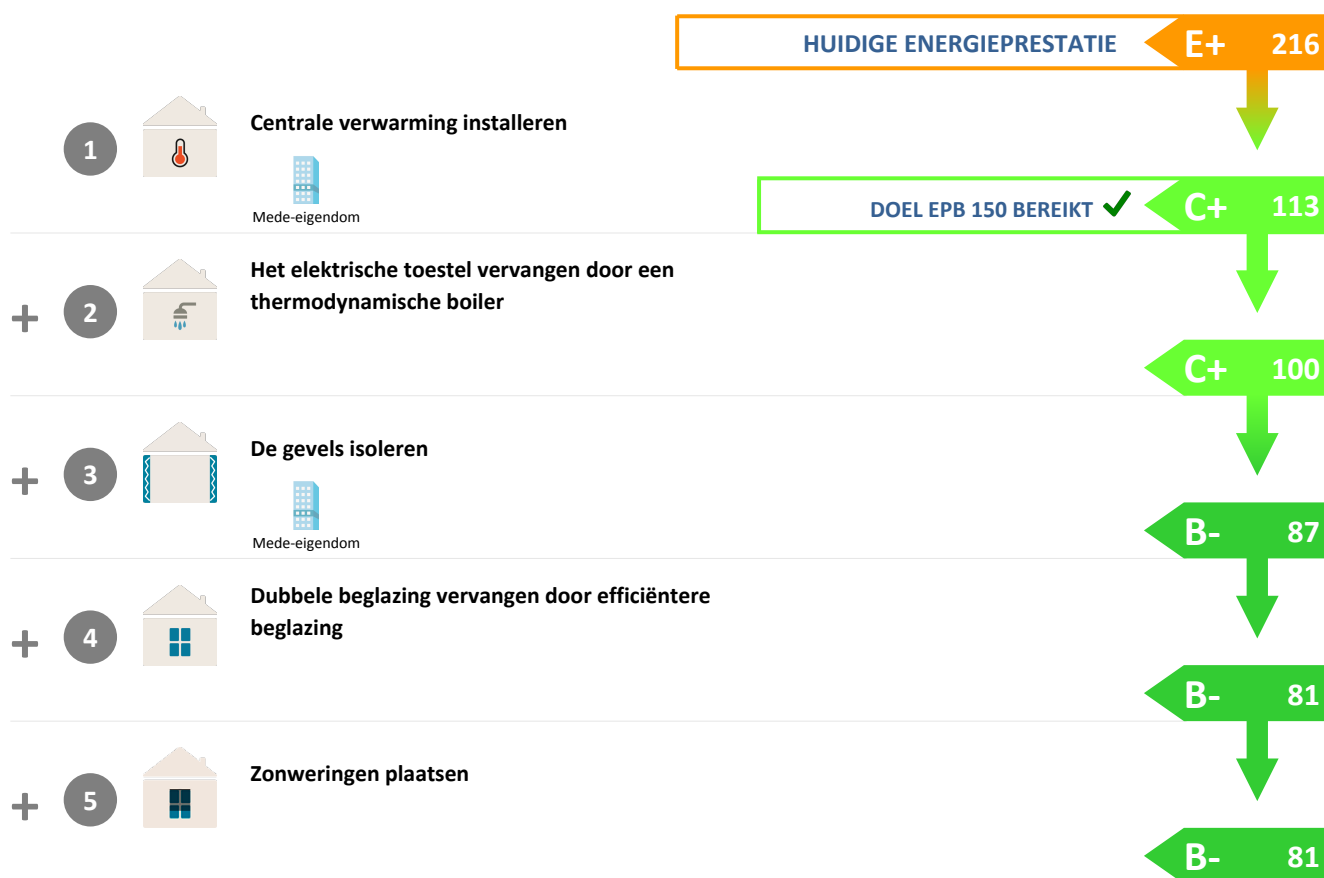 HUIDIGE ENERGIEPRESTATIE E+ 216
1 Centrale verwarming installeren
Mede-eigendom
DOEL EPB 150 BEREIKT C+ 113
+ 2 Het elektrische toestel vervangen door een
thermodynamische boiler
C+ 100
+ 3 De gevels isoleren
Mede-eigendom
B- 87
+ 4 Dubbele beglazing vervangen door efficiëntere
beglazing
B- 81
+ 5 Zonweringen plaatsen
B- 81